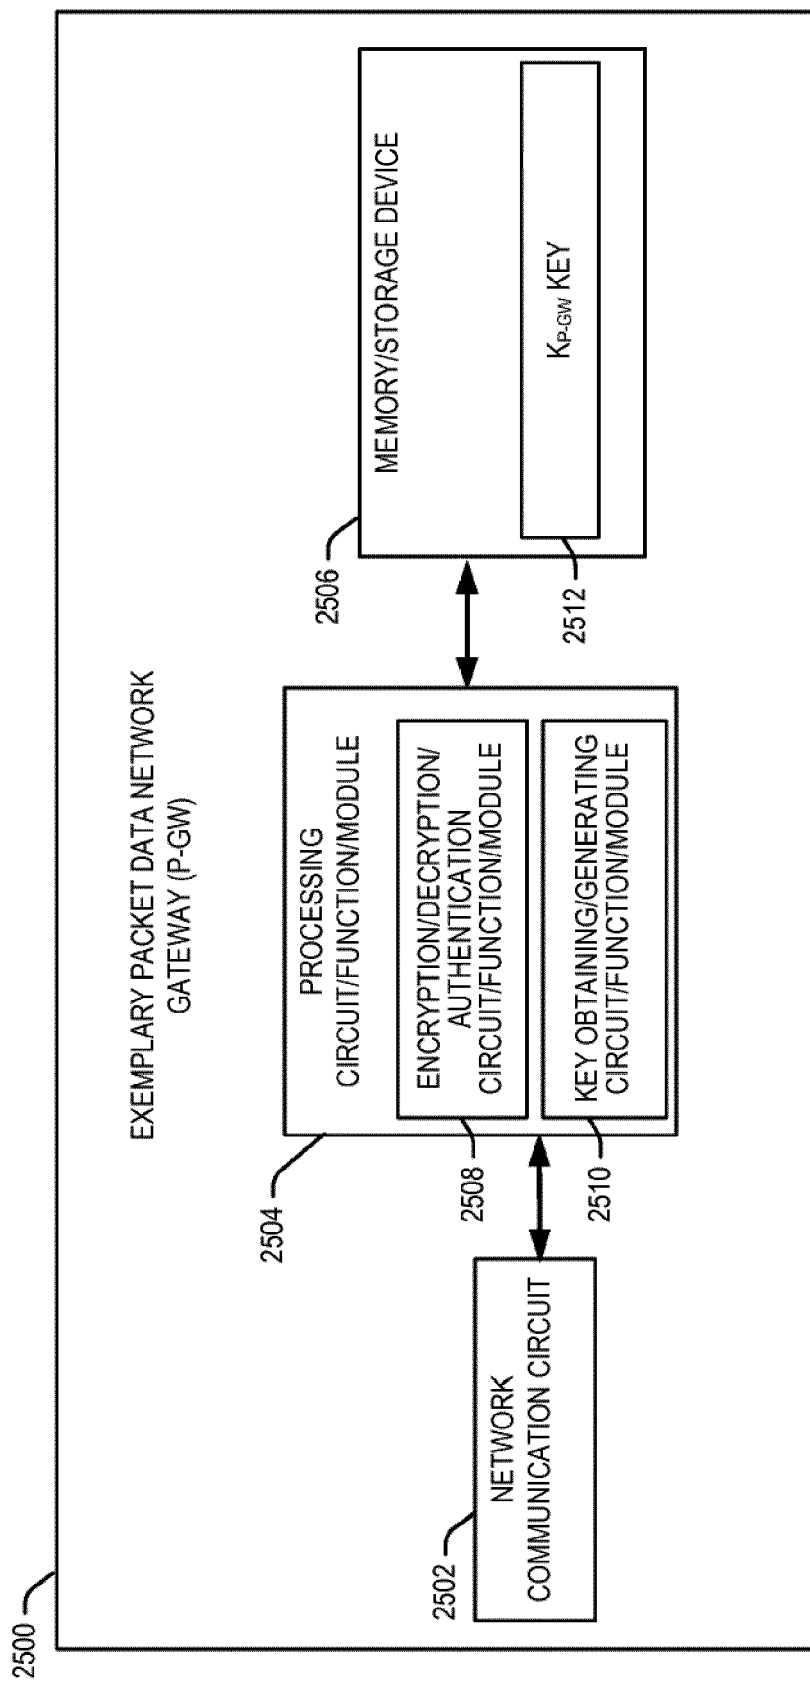 2500
EXEMPLARY PACKET DATA NETWORK
GATEWAY (P-GW)
2502
NETWORK
COMMUNICATION CIRCUIT
2504
PROCESSING
CIRCUIT/FUNCTION/MODULE
2508
ENCRYPTION/DECRYPTION/
AUTHENTICATION
CIRCUIT/FUNCTION/MODULE
2510
KEY OBTAINING/GENERATING
CIRCUIT/FUNCTION/MODULE
2506
MEMORY/STORAGE DEVICE
2512
KP-GW KEY